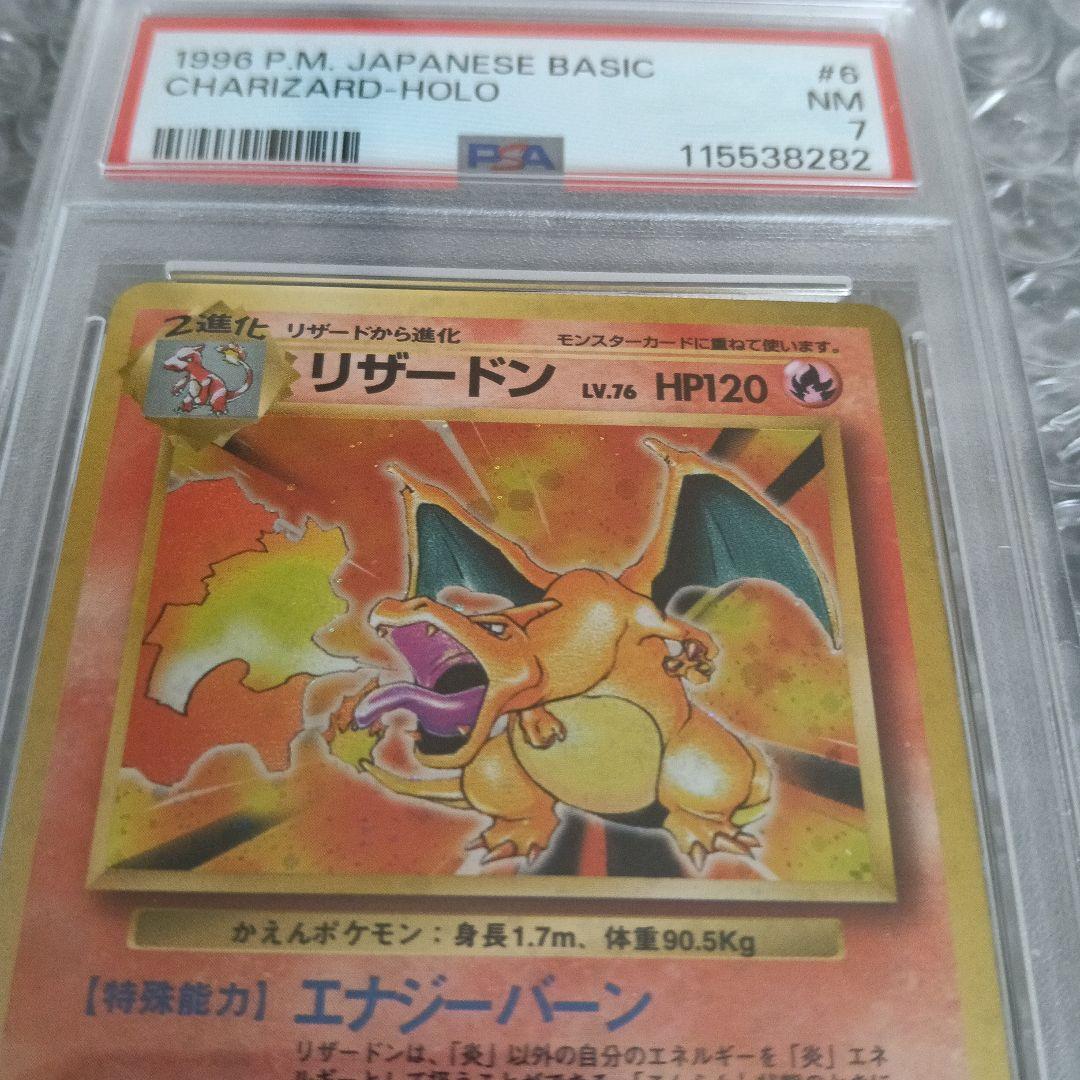 1996 P.M. JAPANESE BASIC #6
CHARIZARD-HOLO NM
7
PSA 115538282
2進化 リザードから進化 モンスターカードに重ねて使います。
リザードン LV.76 HP120
かえんポケモン：身長1.7m、体重90.5Kg
【特殊能力】 エナジーバーン
リザードンは、「炎」以外の自分のエネルギーを「炎」エネ